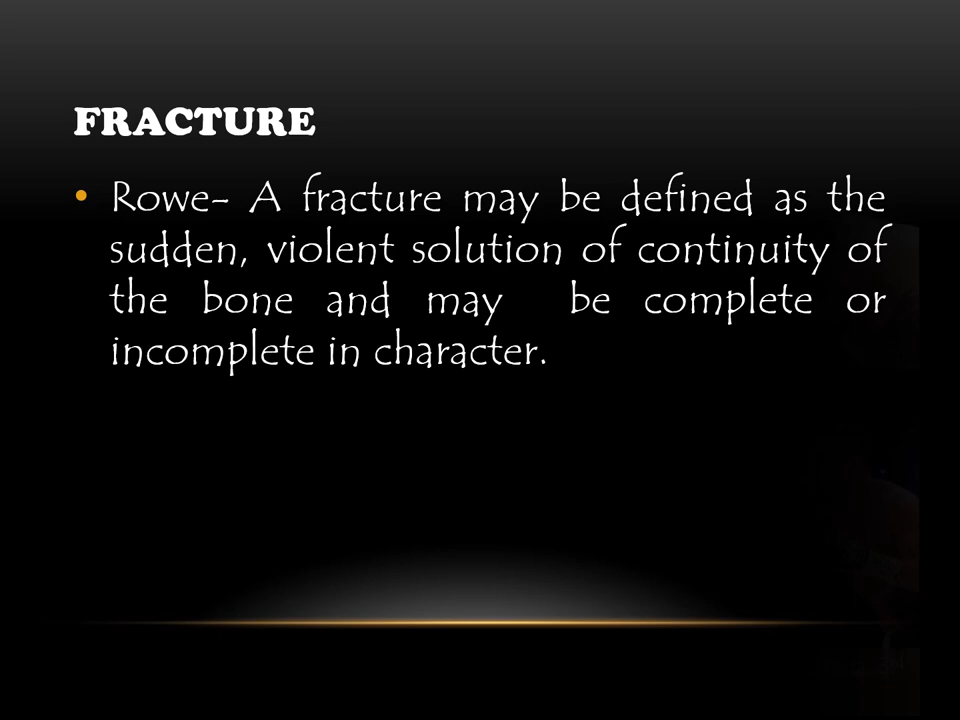 FRACTURE
• Rowe- A fracture may be defined as the
sudden, violent solution of continuity of
the bone and may be complete or
incomplete in character.